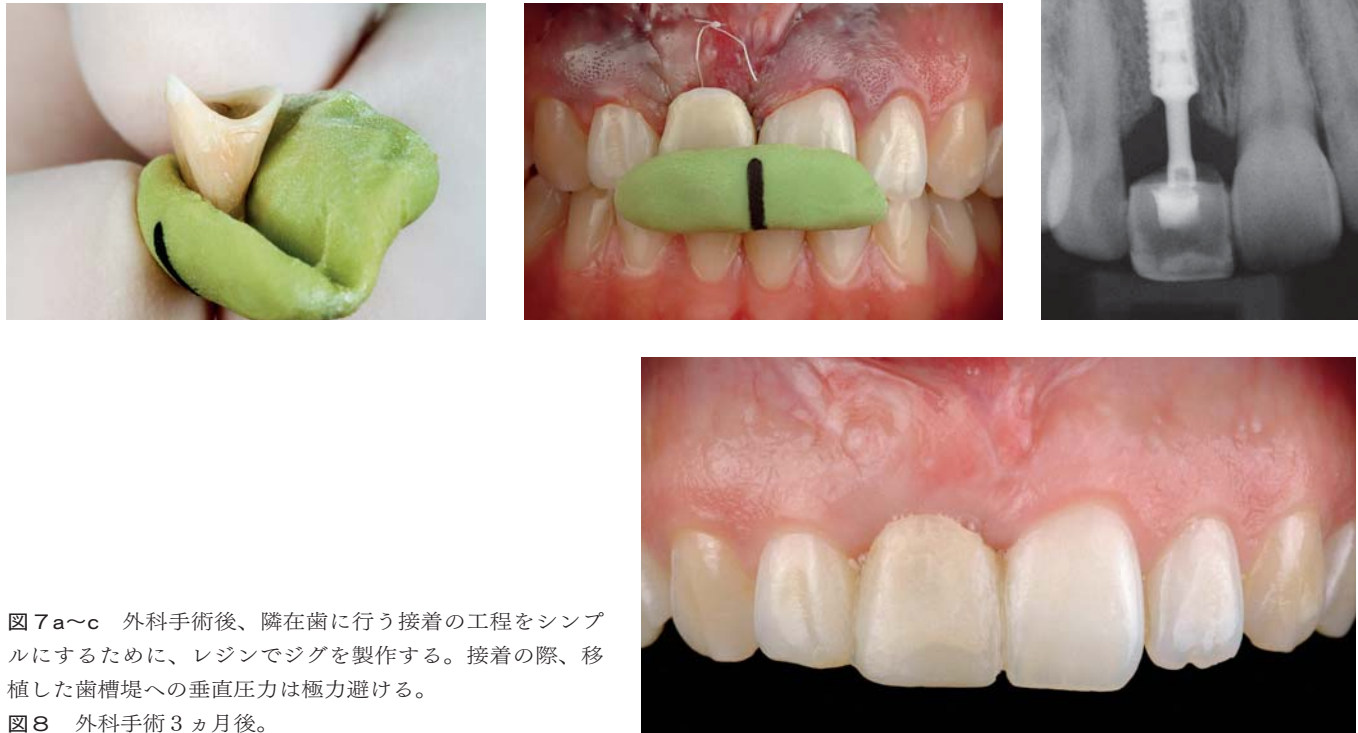 図7a〜c　外科手術後、隣在歯に行う接着の工程をシンプ
ルにするために、レジンでジグを製作する。接着の際、移
植した歯槽堤への垂直圧力は極力避ける。
図8　外科手術3ヵ月後。